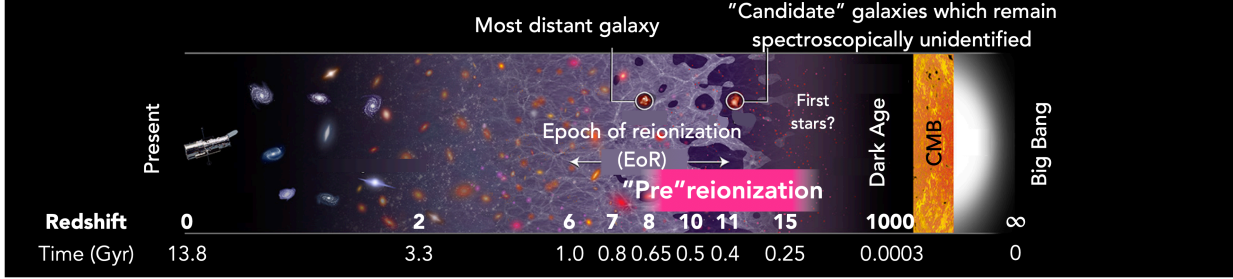 Most distant galaxy
”Candidate” galaxies which remain
spectroscopically unidentified
Present
First
stars?
Dark Age
CMB
Big Bang
Epoch of reionization
(EoR)
”Pre”reionization
Redshift 0 2 6 7 8 10 11 15 1000 ∞
Time (Gyr) 13.8 3.3 1.0 0.8 0.65 0.5 0.4 0.25 0.0003 0